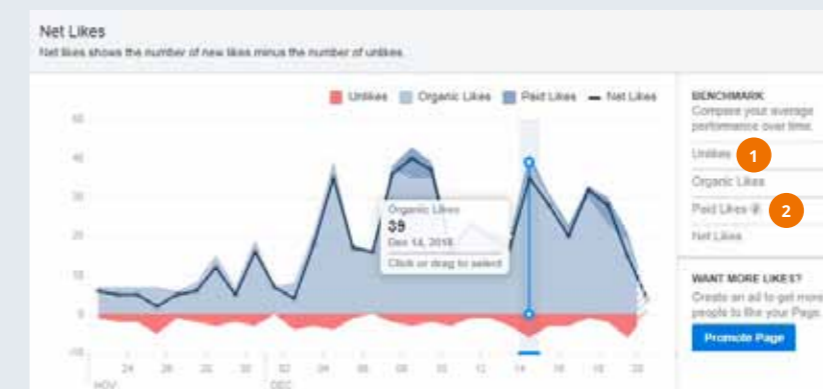 Net Likes
Net likes shows the number of new likes minus the number of unlikes.
Unlikes Organic Likes Paid Likes Net Likes
50
40
30
20
10
0
-10
24 26 28 30 02 04 06 08 10 12 14 16 18 20
NOV DEC
Organic Likes
39
Dec 14, 2018
Click or drag to select
BENCHMARK
Compare your average
performance over time.
Unlikes 1
Organic Likes
Paid Likes 2
Net Likes
WANT MORE LIKES?
Create an ad to get more
people to like your Page.
Promote Page